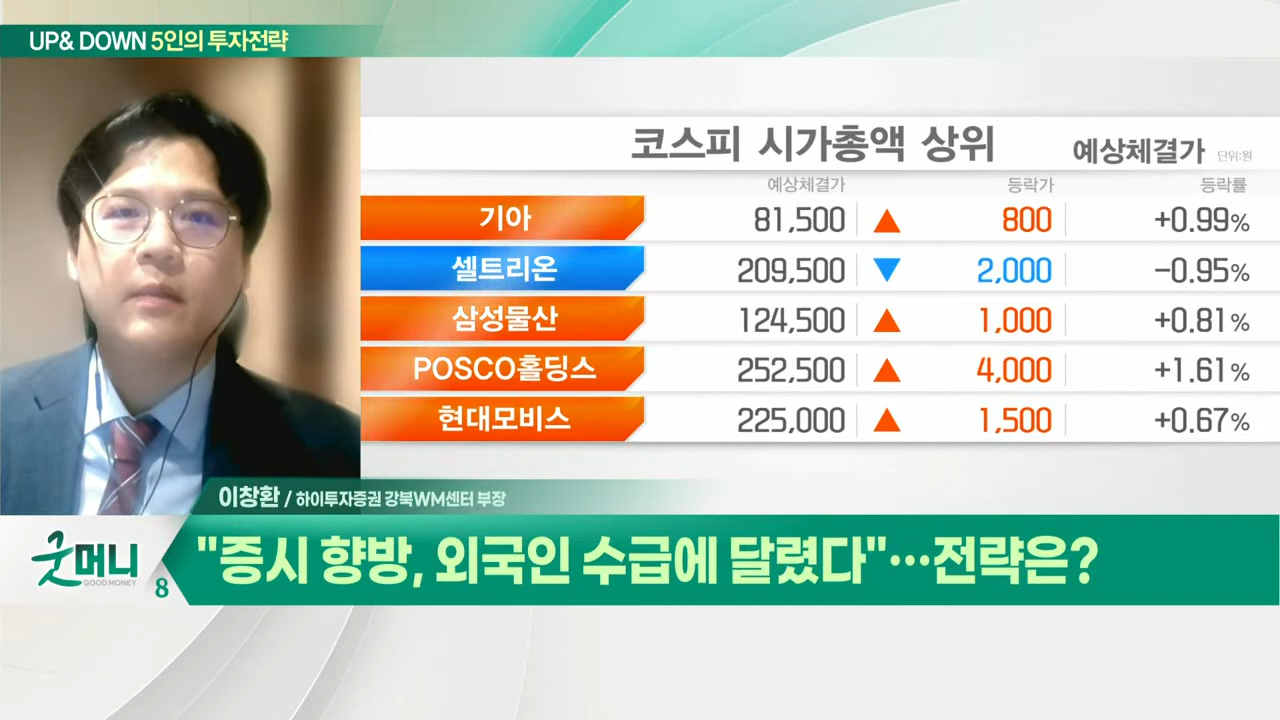 UP& DOWN 5인의 투자전략
코스피 시가총액 상위 예상체결가 단위:원
예상체결가 등락가 등락률
기아 81,500 ▲ 800 +0.99%
셀트리온 209,500 ▼ 2,000 -0.95%
삼성물산 124,500 ▲ 1,000 +0.81%
POSCO홀딩스 252,500 ▲ 4,000 +1.61%
현대모비스 225,000 ▲ 1,500 +0.67%
이창환 / 하이투자증권 강북WM센터 부장
굿머니
GOOD MONEY
8
"증시 향방, 외국인 수급에 달렸다"…전략은?